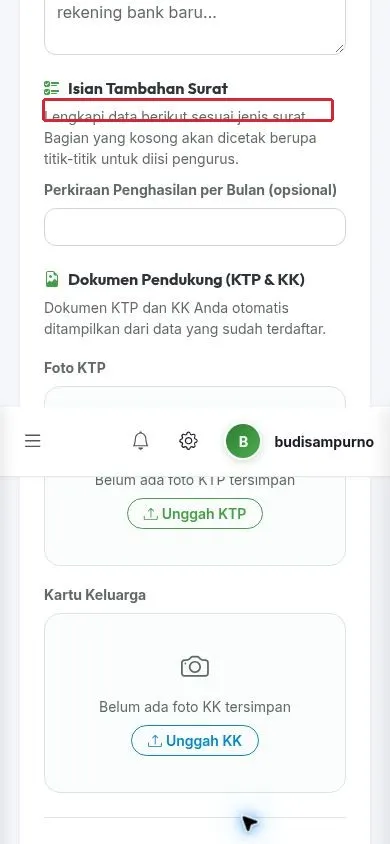 rekening bank baru...
Isian Tambahan Surat
Lengkapi data berikut sesuai jenis surat.
Bagian yang kosong akan dicetak berupa
titik-titik untuk diisi pengurus.
Perkiraan Penghasilan per Bulan (opsional)
Dokumen Pendukung (KTP & KK)
Dokumen KTP dan KK Anda otomatis
ditampilkan dari data yang sudah terdaftar.
Foto KTP
B
budisampurno
Belum ada foto KTP tersimpan
Unggah KTP
Kartu Keluarga
Belum ada foto KK tersimpan
Unggah KK